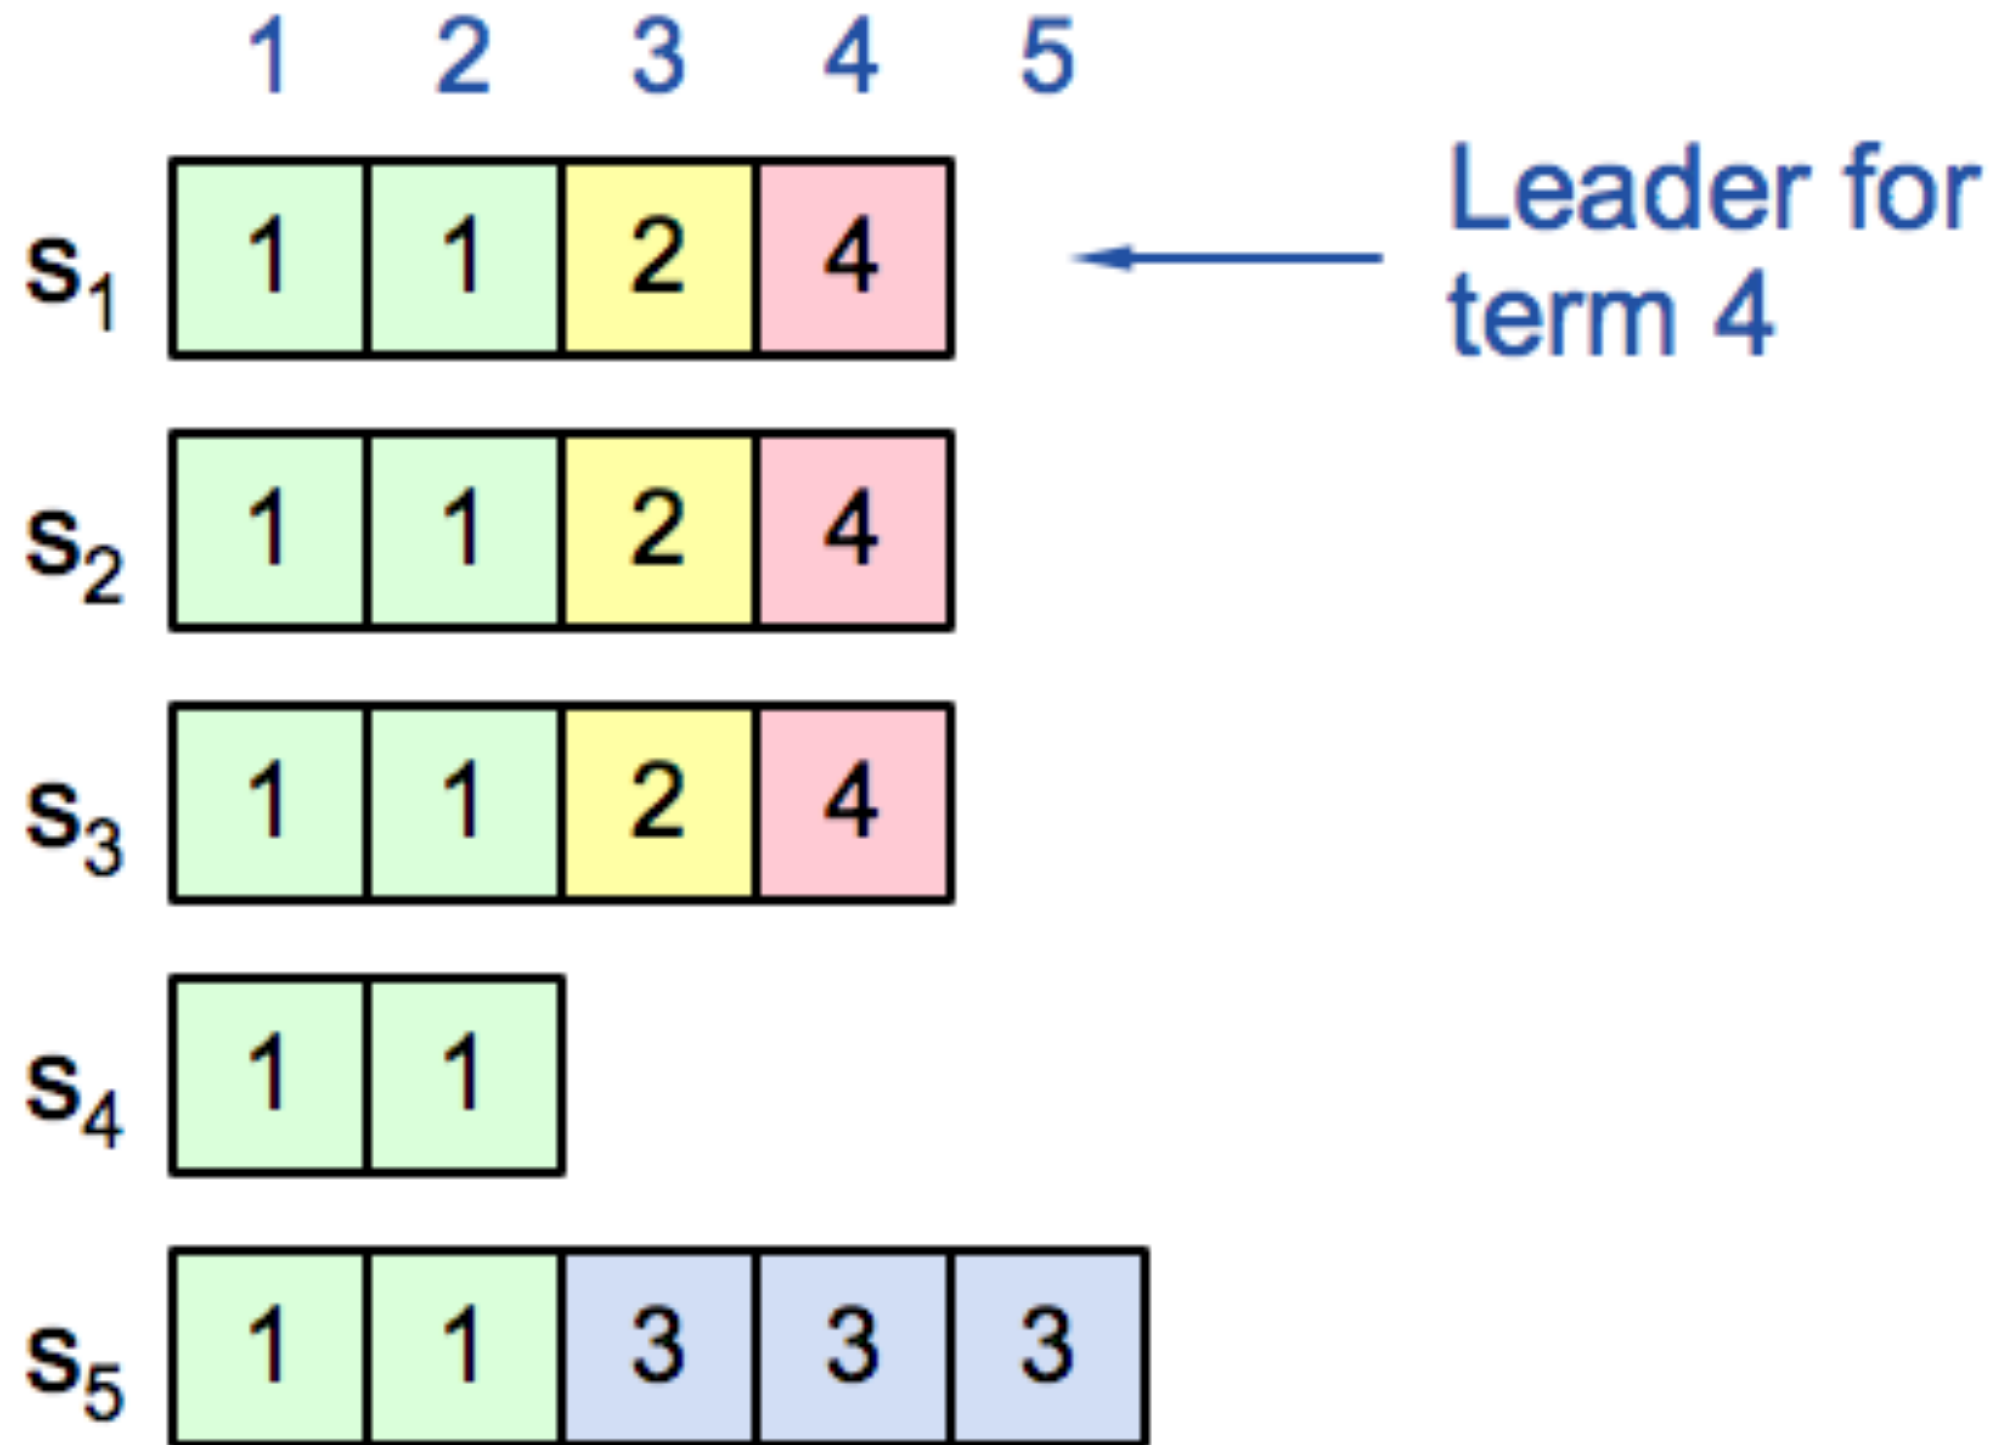 1 2 3 4 5
s1 1 1 2 4 Leader for
term 4
s2 1 1 2 4
s3 1 1 2 4
s4 1 1
s5 1 1 3 3 3